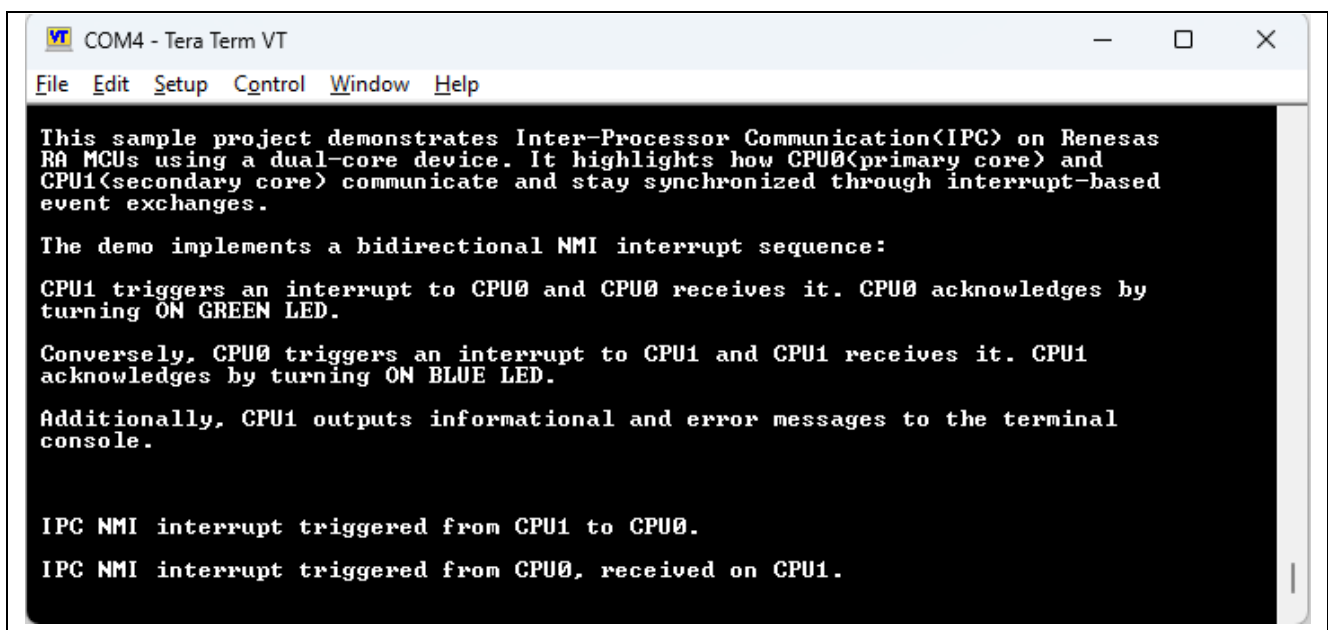 VT COM4 - Tera Term VT
File Edit Setup Control Window Help
This sample project demonstrates Inter-Processor Communication(IPC) on Renesas
RA MCUs using a dual-core device. It highlights how CPU0(primary core) and
CPU1(secondary core) communicate and stay synchronized through interrupt-based
event exchanges.
The demo implements a bidirectional NMI interrupt sequence:
CPU1 triggers an interrupt to CPU0 and CPU0 receives it. CPU0 acknowledges by
turning ON GREEN LED.
Conversely, CPU0 triggers an interrupt to CPU1 and CPU1 receives it. CPU1
acknowledges by turning ON BLUE LED.
Additionally, CPU1 outputs informational and error messages to the terminal
console.
IPC NMI interrupt triggered from CPU1 to CPU0.
IPC NMI interrupt triggered from CPU0, received on CPU1.